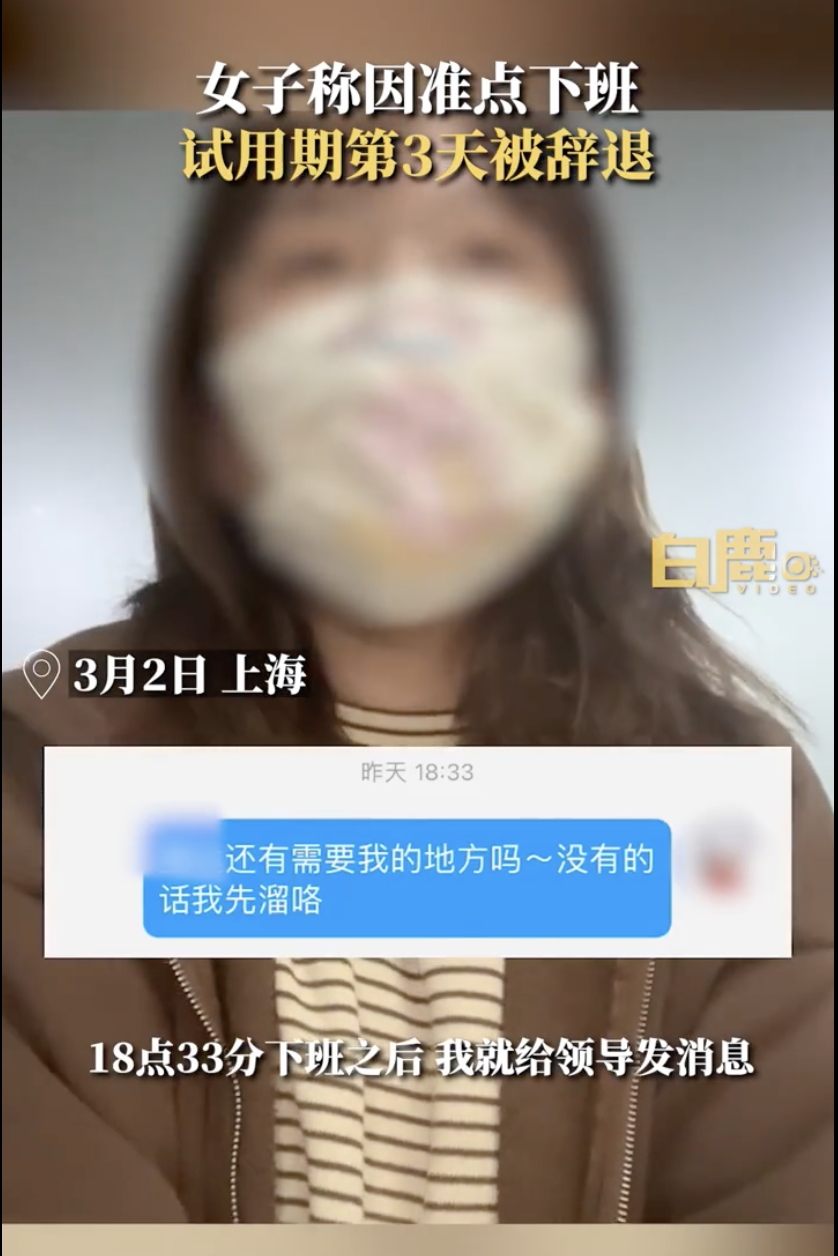 女子称因准点下班
试用期第3天被辞退
白鹿
VIDEO
3月2日 上海
昨天 18:33
还有需要我的地方吗～没有的
话我先溜咯
18点33分下班之后 我就给领导发消息